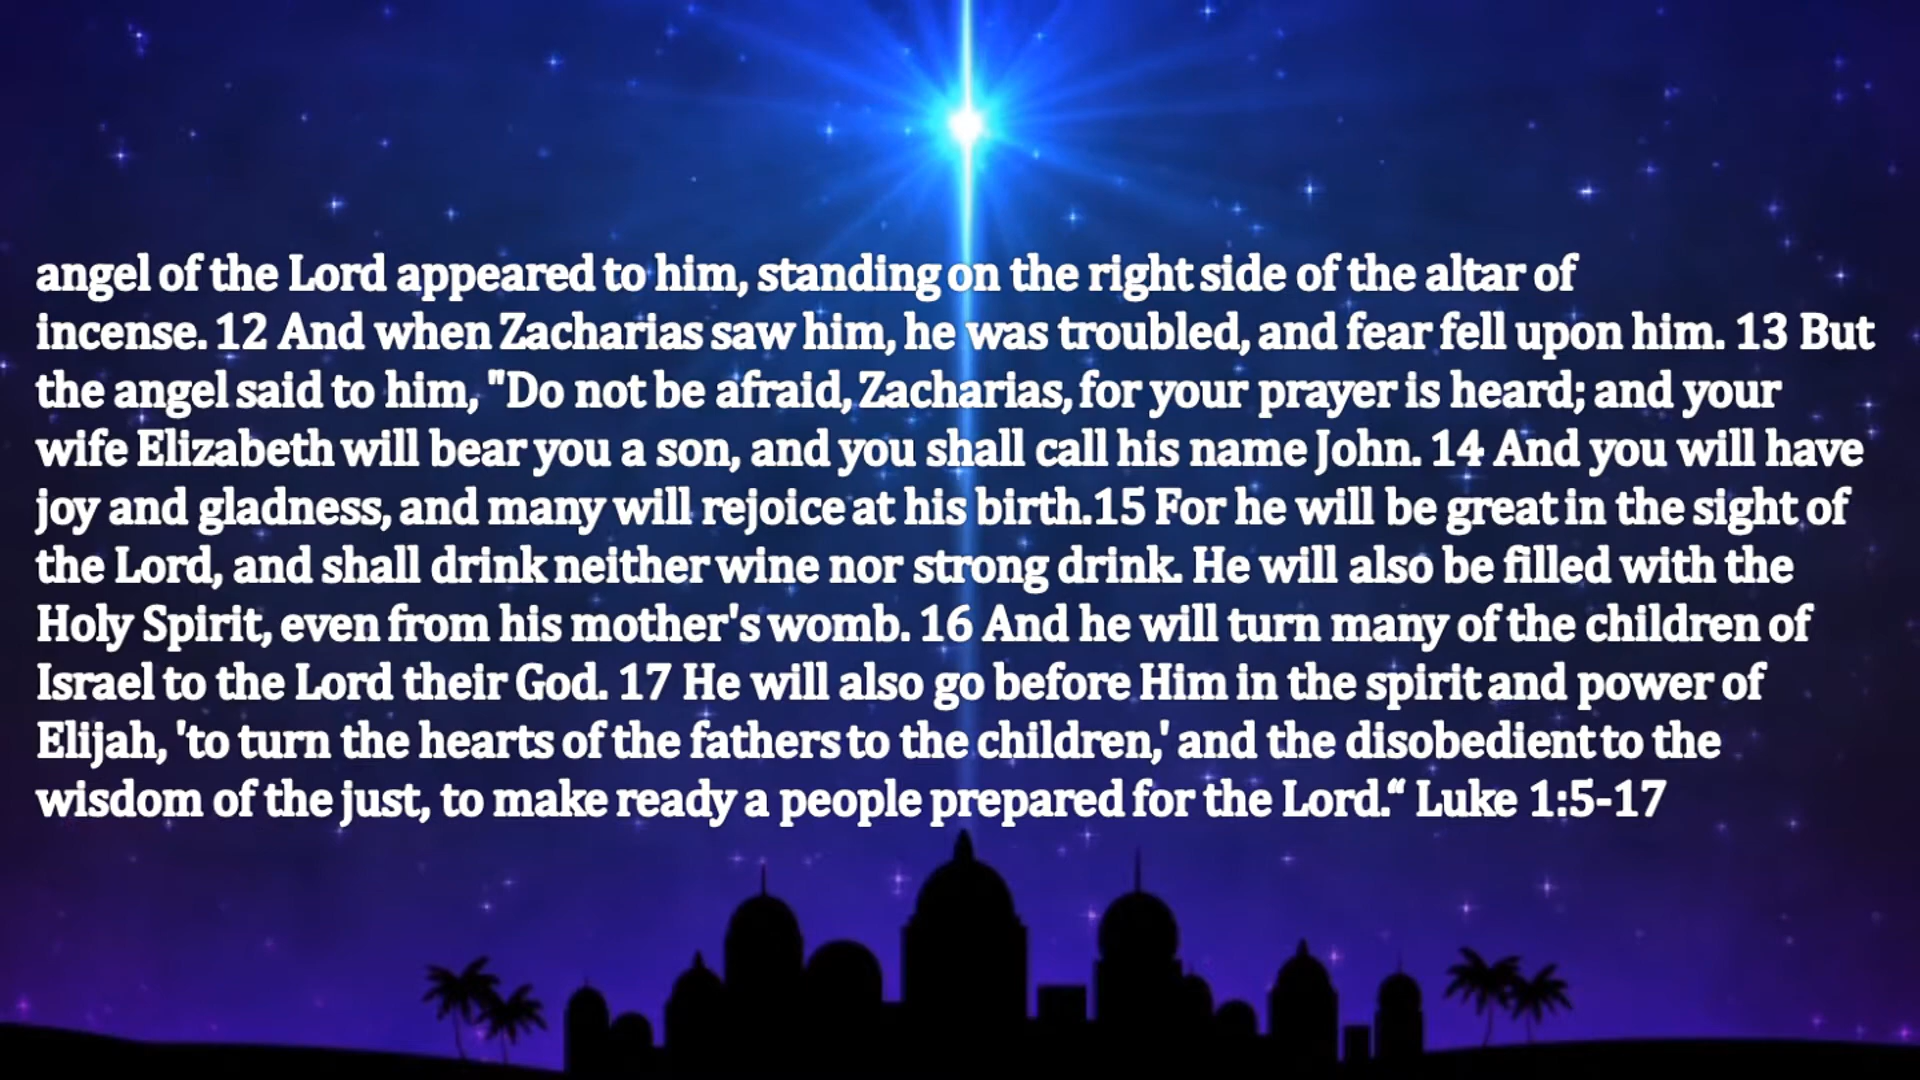 angel of the Lord appeared to him, standing on the right side of the altar of
incense. 12 And when Zacharias saw him, he was troubled, and fear fell upon him. 13 But
the angel said to him, "Do not be afraid, Zacharias, for your prayer is heard; and your
wife Elizabeth will bear you a son, and you shall call his name John. 14 And you will have
joy and gladness, and many will rejoice at his birth.15 For he will be great in the sight of
the Lord, and shall drink neither wine nor strong drink. He will also be filled with the
Holy Spirit, even from his mother's womb. 16 And he will turn many of the children of
Israel to the Lord their God. 17 He will also go before Him in the spirit and power of
Elijah, 'to turn the hearts of the fathers to the children,' and the disobedient to the
wisdom of the just, to make ready a people prepared for the Lord.“ Luke 1:5-17